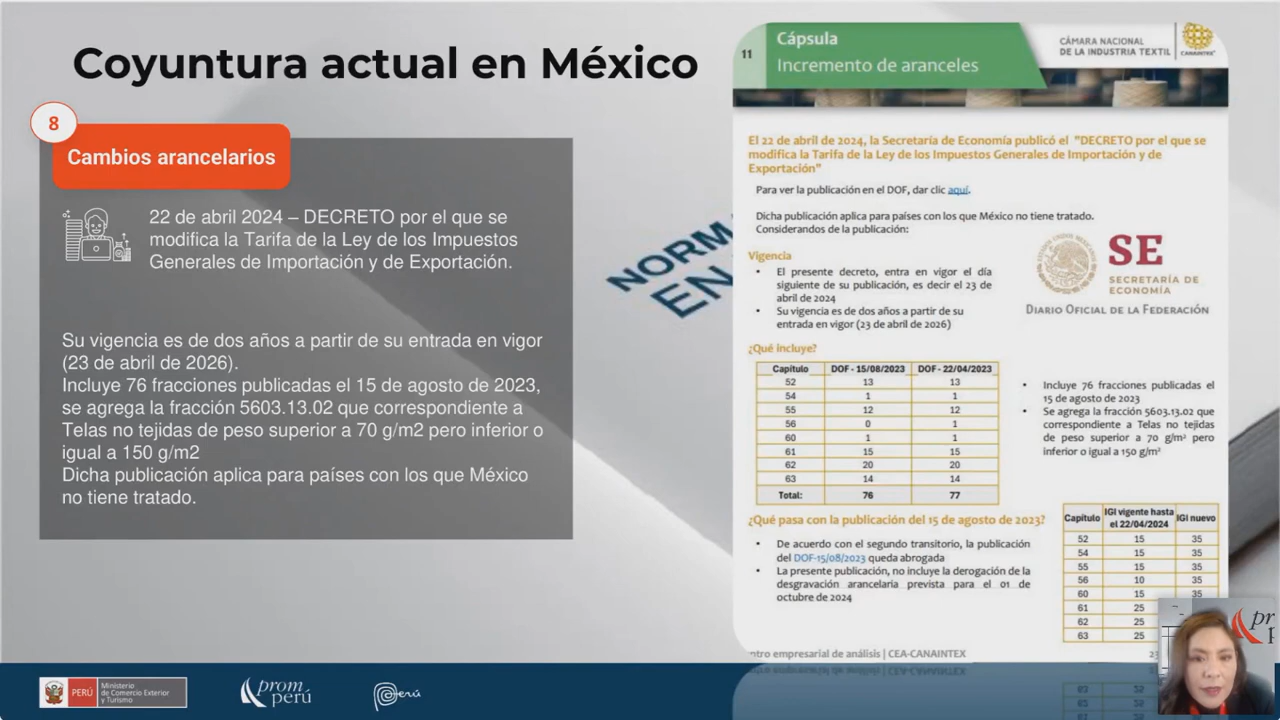 Coyuntura actual en México
8
Cambios arancelarios
22 de abril 2024 – DECRETO por el que se
modifica la Tarifa de la Ley de los Impuestos
Generales de Importación y de Exportación.
Su vigencia es de dos años a partir de su entrada en vigor
(23 de abril de 2026).
Incluye 76 fracciones publicadas el 15 de agosto de 2023,
se agrega la fracción 5603.13.02 que correspondiente a
Telas no tejidas de peso superior a 70 g/m2 pero inferior o
igual a 150 g/m2
Dicha publicación aplica para países con los que México
no tiene tratado.
NORM
EN
11
Cápsula
Incremento de aranceles
CÁMARA NACIONAL
DE LA INDUSTRIA TEXTIL
CANAINTEX
El 22 de abril de 2024, la Secretaría de Economía publicó el "DECRETO por el que se
modifica la Tarifa de la Ley de los Impuestos Generales de Importación y de
Exportación"
Para ver la publicación en el DOF, dar clic aquí.
Dicha publicación aplica para países con los que México no tiene tratado.
Considerandos de la publicación:
Vigencia
• El presente decreto, entra en vigor el día
siguiente de su publicación, es decir el 23 de
abril de 2024
• Su vigencia es de dos años a partir de su
entrada en vigor (23 de abril de 2026)
SE
SECRETARÍA DE
ECONOMÍA
DIARIO OFICIAL DE LA FEDERACIÓN
¿Qué incluye?
Capítulo DOF - 15/08/2023 DOF - 22/04/2023
52 13 13
54 1 1
55 12 12
56 0 1
60 1 1
61 15 15
62 20 20
63 14 14
Total: 76 77
• Incluye 76 fracciones publicadas el
15 de agosto de 2023
• Se agrega la fracción 5603.13.02 que
correspondiente a Telas no tejidas
de peso superior a 70 g/m² pero
inferior o igual a 150 g/m²
¿Qué pasa con la publicación del 15 de agosto de 2023?
• De acuerdo con el segundo transitorio, la publicación
del DOF-15/08/2023 queda abrogada
• La presente publicación, no incluye la derogación de la
desgravación arancelaria prevista para el 01 de
octubre de 2024
Capítulo IGI vigente hasta el 22/04/2024 IGI nuevo
52 15 35
54 15 35
55 15 35
56 10 35
60 15 35
61 25
62 25
63 25
ntro empresarial de análisis | CEA-CANAINTEX
PERÚ
Ministerio
de Comercio Exterior
y Turismo
prom
perú
Perú